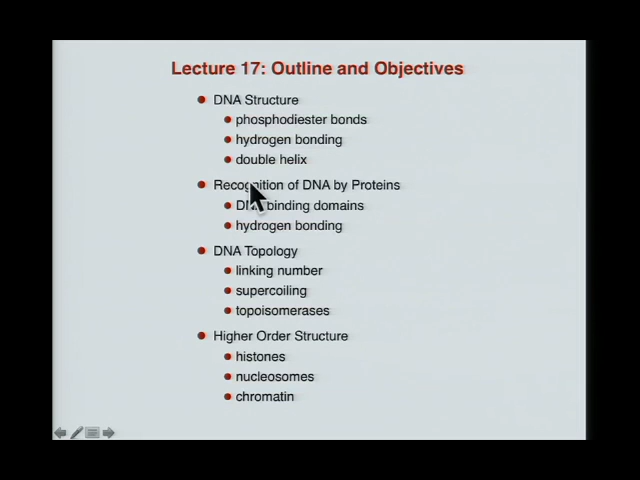 Lecture 17: Outline and Objectives
DNA Structure
phosphodiester bonds
hydrogen bonding
double helix
Recognition of DNA by Proteins
DNA binding domains
hydrogen bonding
DNA Topology
linking number
supercoiling
topoisomerases
Higher Order Structure
histones
nucleosomes
chromatin